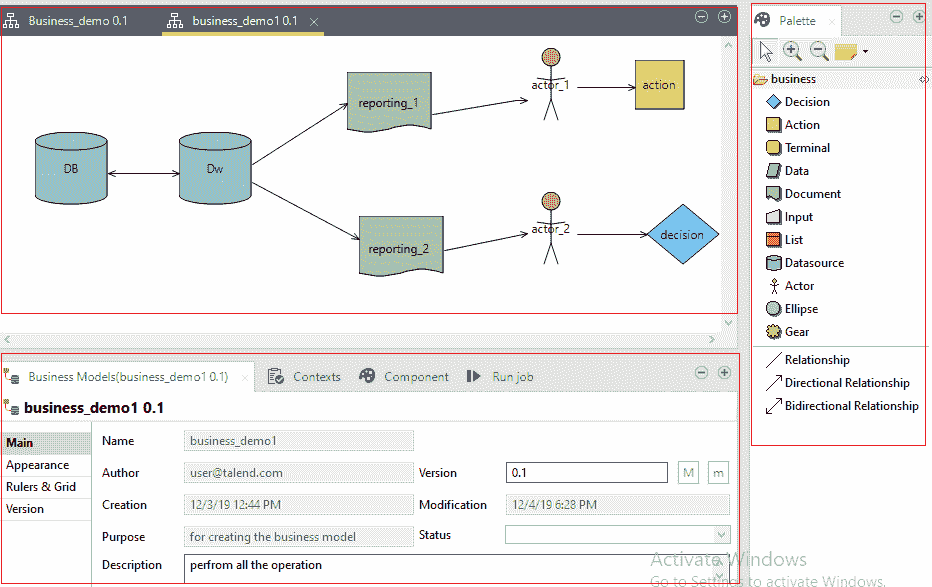 Business_demo 0.1
business_demo1 0.1
Palette
reporting_1
actor_1
action
DB
Dw
reporting_2
actor_2
decision
business
Decision
Action
Terminal
Data
Document
Input
List
Datasource
Actor
Ellipse
Gear
Relationship
Directional Relationship
Bidirectional Relationship
Business Models(business_demo1 0.1)
Contexts
Component
Run job
business_demo1 0.1
Main
Appearance
Rulers & Grid
Version
Name business_demo1
Author user@talend.com Version 0.1 M m
Creation 12/3/19 12:44 PM Modification 12/4/19 6:28 PM
Purpose for creating the business model Status
Description perfrom all the operation
Activate Windows
Go to Settings to activate Windows.